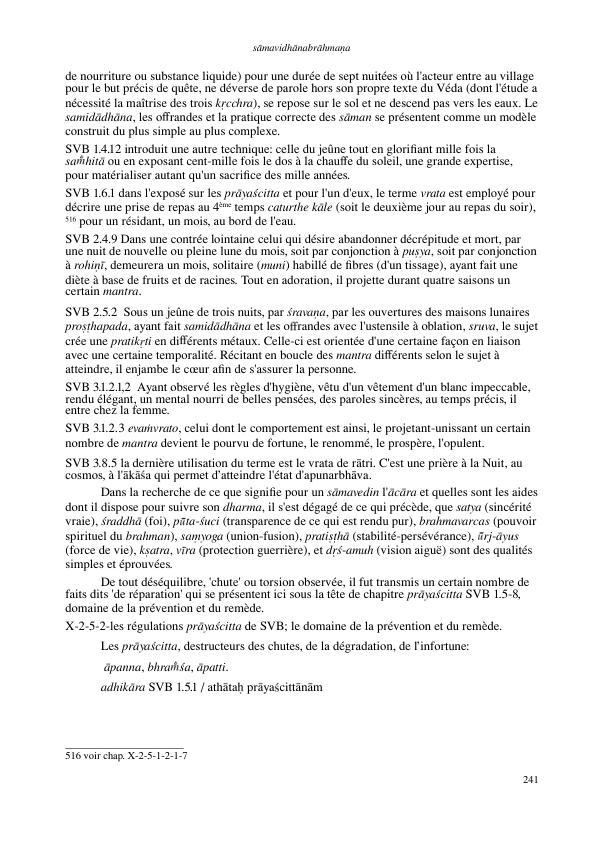 sāmavidhānabrāhmaṇa
de nourriture ou substance liquide) pour une durée de sept nuitées où l'acteur entre au village
pour le but précis de quête, ne déverse de parole hors son propre texte du Véda (dont l'étude a
nécessité la maîtrise des trois kṛcchra), se repose sur le sol et ne descend pas vers les eaux. Le
samidādhāna, les offrandes et la pratique correcte des sāman se présentent comme un modèle
construit du plus simple au plus complexe.
SVB 1.4.12 introduit une autre technique: celle du jeûne tout en glorifiant mille fois la
sam̐hitā ou en exposant cent-mille fois le dos à la chauffe du soleil, une grande expertise,
pour matérialiser autant qu'un sacrifice des mille années.
SVB 1.6.1 dans l'exposé sur les prāyaścitta et pour l'un d'eux, le terme vrata est employé pour
décrire une prise de repas au 4ème temps caturthe kāle (soit le deuxième jour au repas du soir),
516 pour un résidant, un mois, au bord de l'eau.
SVB 2.4.9 Dans une contrée lointaine celui qui désire abandonner décrépitude et mort, par
une nuit de nouvelle ou pleine lune du mois, soit par conjonction à puṣya, soit par conjonction
à rohiṇī, demeurera un mois, solitaire (muni) habillé de fibres (d'un tissage), ayant fait une
diète à base de fruits et de racines. Tout en adoration, il projette durant quatre saisons un
certain mantra.
SVB 2.5.2 Sous un jeûne de trois nuits, par śravaṇa, par les ouvertures des maisons lunaires
proṣṭhapada, ayant fait samidādhāna et les offrandes avec l'ustensile à oblation, sruva, le sujet
crée une pratikṛti en différents métaux. Celle-ci est orientée d'une certaine façon en liaison
avec une certaine temporalité. Récitant en boucle des mantra différents selon le sujet à
atteindre, il enjambe le cœur afin de s'assurer la personne.
SVB 3.1.2.1,2 Ayant observé les règles d'hygiène, vêtu d'un vêtement d'un blanc impeccable,
rendu élégant, un mental nourri de belles pensées, des paroles sincères, au temps précis, il
entre chez la femme.
SVB 3.1.2.3 evaṃvrato, celui dont le comportement est ainsi, le projetant-unissant un certain
nombre de mantra devient le pourvu de fortune, le renommé, le prospère, l'opulent.
SVB 3.8.5 la dernière utilisation du terme est le vrata de rātri. C'est une prière à la Nuit, au
cosmos, à l'ākāśa qui permet d'atteindre l'état d'apunarbhāva.
Dans la recherche de ce que signifie pour un sāmavedin l'ācāra et quelles sont les aides
dont il dispose pour suivre son dharma, il s'est dégagé de ce qui précède, que satya (sincérité
vraie), śraddhā (foi), pūta-śuci (transparence de ce qui est rendu pur), brahmavarcas (pouvoir
spirituel du brahman), saṃyoga (union-fusion), pratiṣṭhā (stabilité-persévérance), ūrj-āyus
(force de vie), kṣatra, vīra (protection guerrière), et dṛś-amuh (vision aiguë) sont des qualités
simples et éprouvées.
De tout déséquilibre, 'chute' ou torsion observée, il fut transmis un certain nombre de
faits dits 'de réparation' qui se présentent ici sous la tête de chapitre prāyaścitta SVB 1.5-8,
domaine de la prévention et du remède.
X-2-5-2-les régulations prāyaścitta de SVB; le domaine de la prévention et du remède.
Les prāyaścitta, destructeurs des chutes, de la dégradation, de l'infortune:
āpanna, bhram̐śa, āpatti.
adhikāra SVB 1.5.1 / athātaḥ prāyaścittānām
516 voir chap. X-2-5-1-2-1-7
241